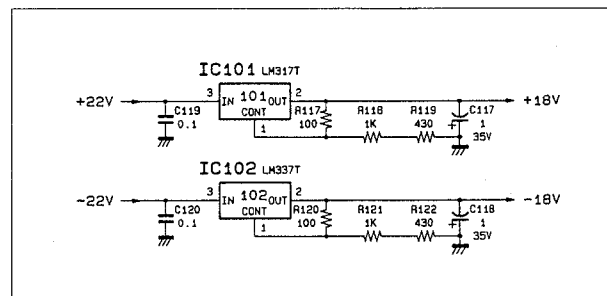 IC101 LM317T
+22V
3
IN 101 OUT
2
+18V
CONT
1
C119
0.1
R117
100
R118
1K
R119
430
C117
+ 1
35V
IC102 LM337T
-22V
3
IN 102 OUT
2
-18V
CONT
1
C120
0.1
R120
100
R121
1K
R122
430
C118
+ 1
35V